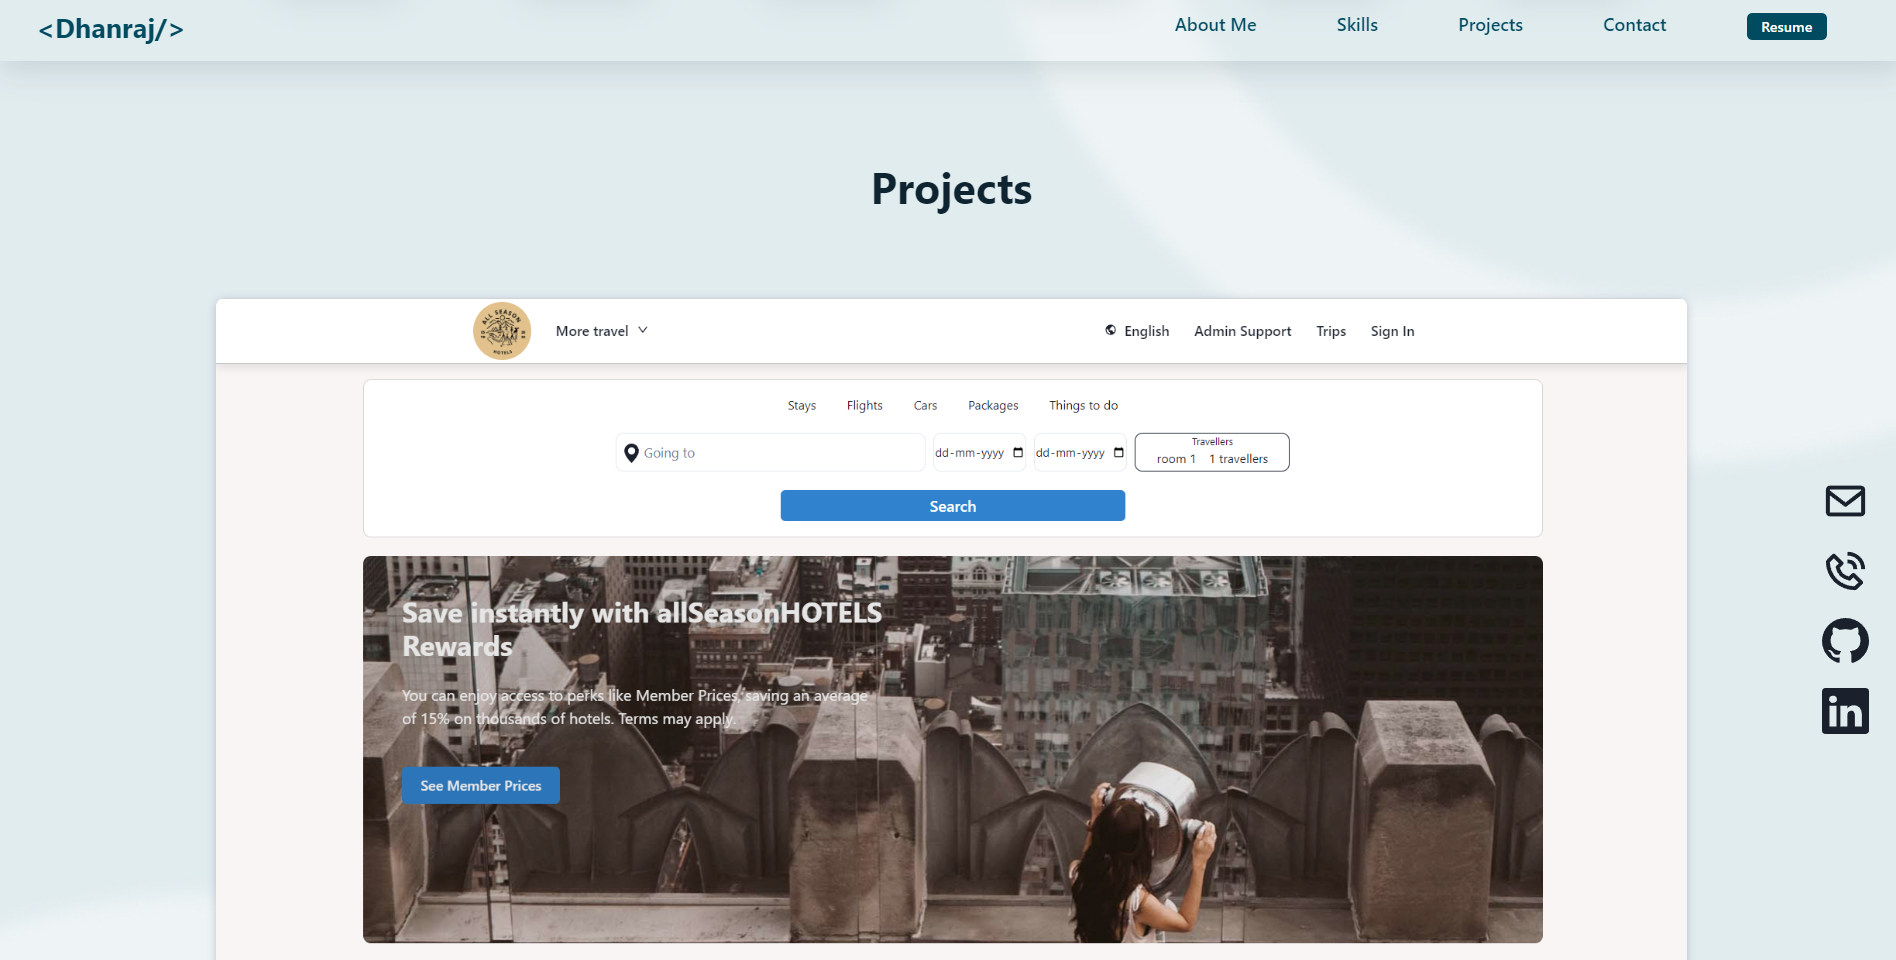 <Dhanraj/>
About Me
Skills
Projects
Contact
Resume
Projects
ALL SEASON
HOTELS
More travel
English
Admin Support
Trips
Sign In
Stays
Flights
Cars
Packages
Things to do
Going to
dd-mm-yyyy
dd-mm-yyyy
Travellers
room 1 1 travellers
Search
Save instantly with allSeasonHOTELS
Rewards
You can enjoy access to perks like Member Prices, saving an average
of 15% on thousands of hotels. Terms may apply.
See Member Prices
in